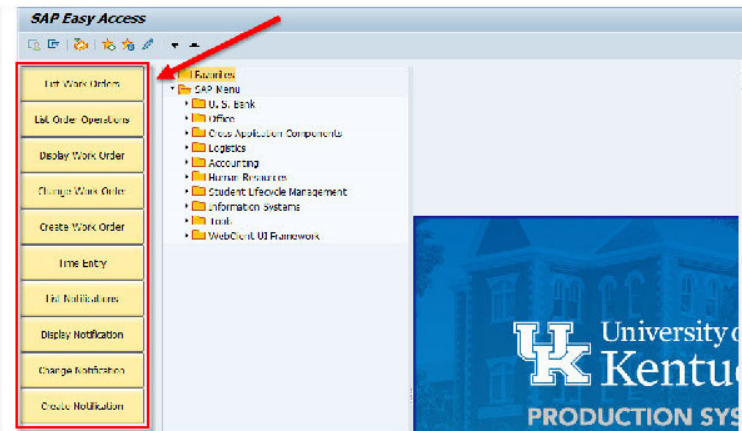 SAP Easy Access
List Work Orders
List Order Operations
Display Work Order
Change Work Order
Create Work Order
Time Entry
List Notifications
Display Notification
Change Notification
Create Notification
Favorites
SAP Menu
U. S. Bank
Office
Cross Application Components
Logistics
Accounting
Human Resources
Student Lifecycle Management
Information Systems
Tools
WebClient UI Framework
University o
UK Kentu
PRODUCTION SYS